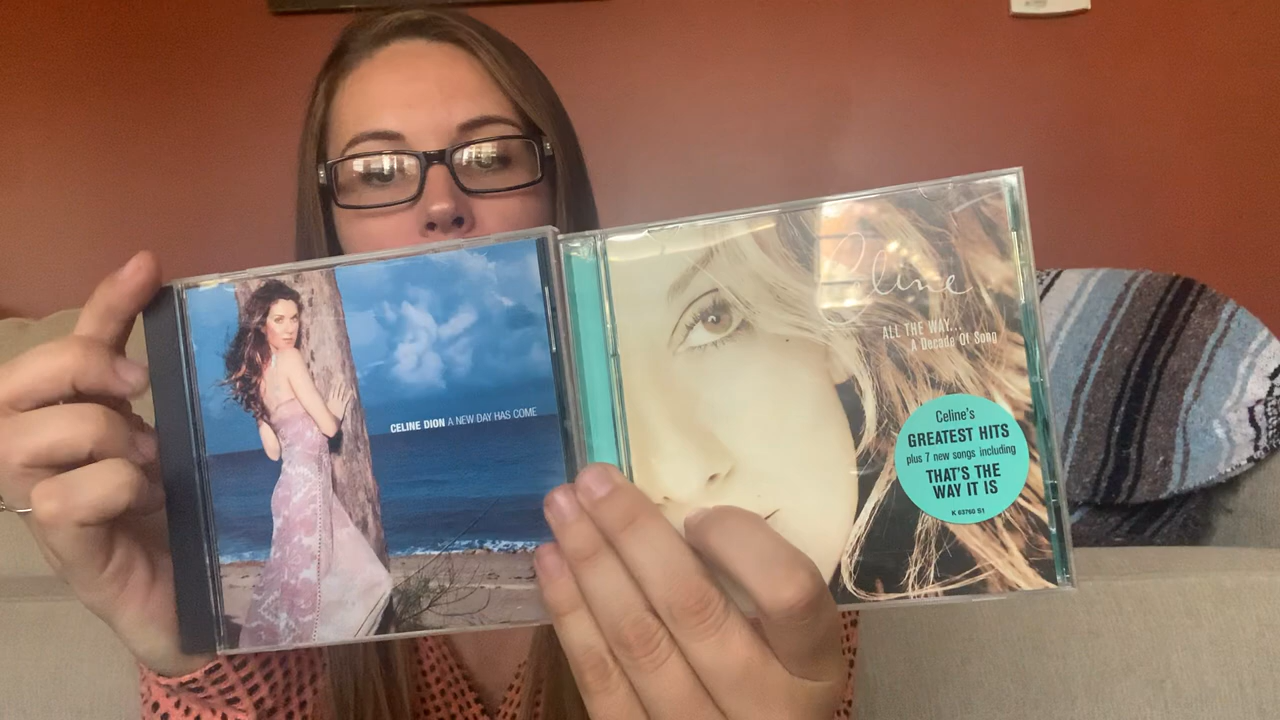 CELINE DION A NEW DAY HAS COME
Celine
ALL THE WAY...
A Decade Of Song
Celine's
GREATEST HITS
plus 7 new songs including
THAT'S THE
WAY IT IS
K 63760 S1